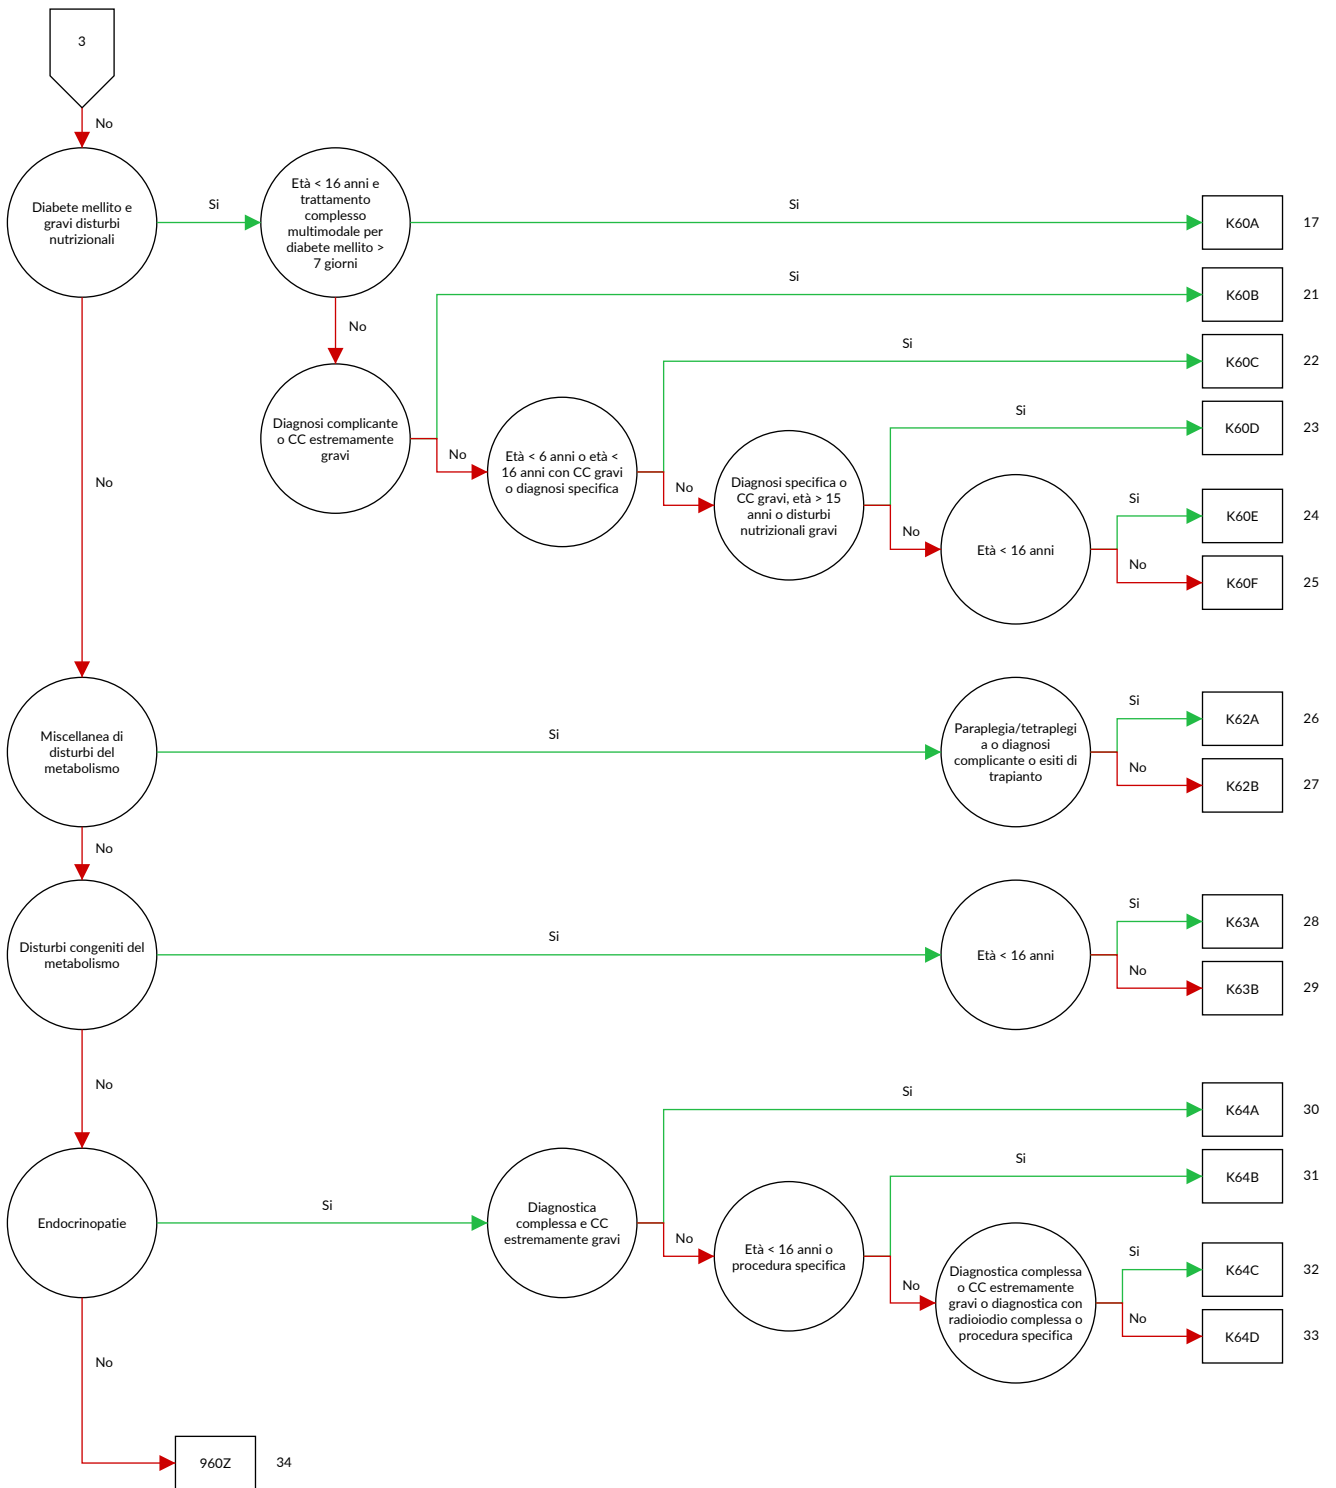 3
No
Diabete mellito e
gravi disturbi
nutrizionali
Si
Età < 16 anni e
trattamento
complesso
multimodale per
diabete mellito >
7 giorni
Si
K60A
17
No
Si
K60B
21
Diagnosi complicante
o CC estremamente
gravi
No
Si
K60C
22
Età < 6 anni o età <
16 anni con CC gravi
o diagnosi specifica
No
Si
K60D
23
Diagnosi specifica o
CC gravi, età > 15
anni o disturbi
nutrizionali gravi
No
Età < 16 anni
Si
K60E
24
No
K60F
25
No
Miscellanea di
disturbi del
metabolismo
Si
Paraplegia/tetraplegi
a o diagnosi
complicante o esiti di
trapianto
Si
K62A
26
No
K62B
27
No
Disturbi congeniti del
metabolismo
Si
Età < 16 anni
Si
K63A
28
No
K63B
29
No
Endocrinopatie
Si
Diagnostica
complessa e CC
estremamente gravi
Si
K64A
30
No
Età < 16 anni o
procedura specifica
Si
K64B
31
No
Diagnostica complessa
o CC estremamente
gravi o diagnostica con
radioiodio complessa o
procedura specifica
Si
K64C
32
No
K64D
33
No
960Z
34